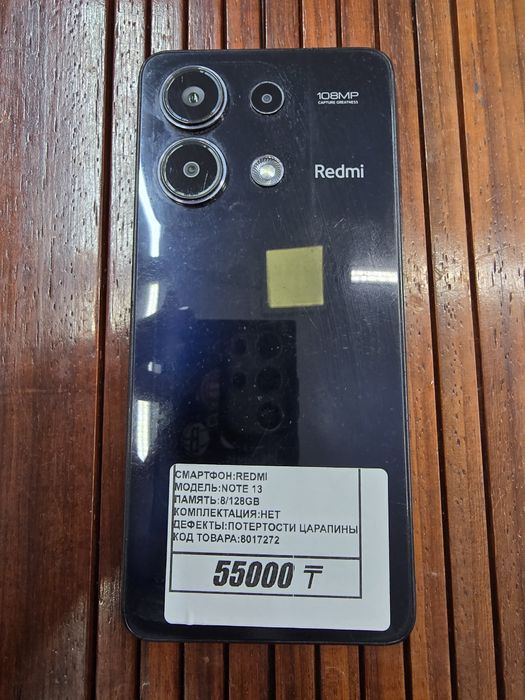 108MP
CAPTURE GREATNESS
Redmi
СМАРТФОН:REDMI
МОДЕЛЬ:NOTE 13
ПАМЯТЬ:8/128GB
КОМПЛЕКТАЦИЯ:НЕТ
ДЕФЕКТЫ:ПОТЕРТОСТИ ЦАРАПИНЫ
КОД ТОВАРА:8017272
55000 ₸